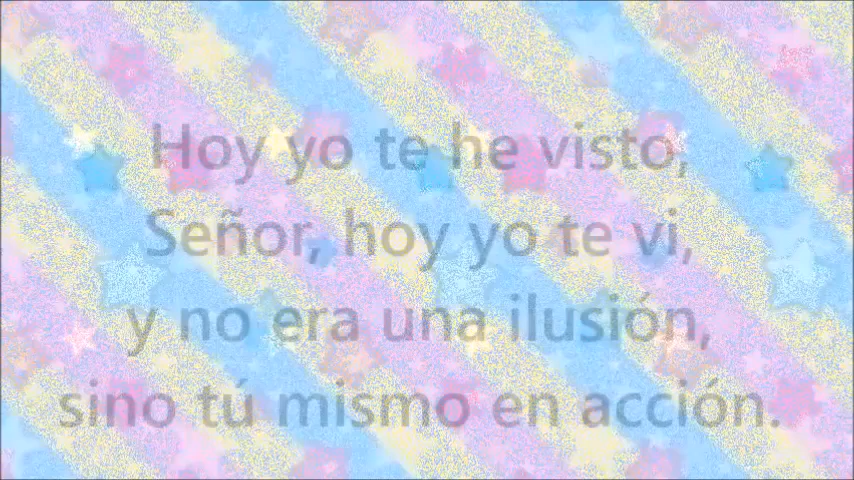 Hoy yo te he visto,
Señor, hoy yo te vi,
y no era una ilusión,
sino tú mismo en acción.